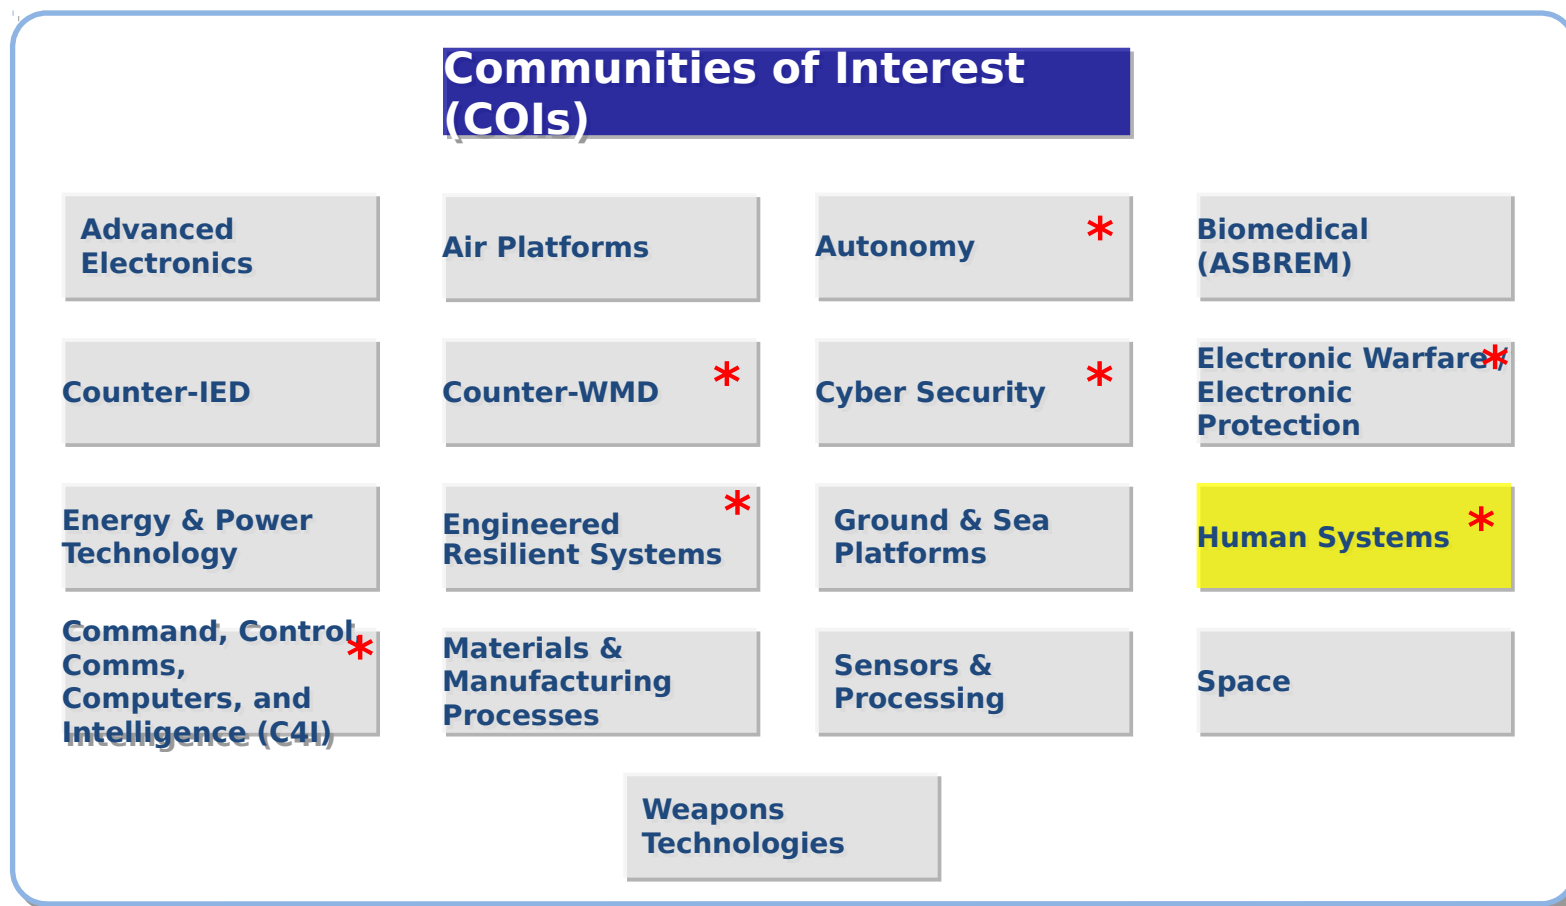 Communities of Interest
(COIs)
Advanced
Electronics
Air Platforms
Autonomy
*
Biomedical
(ASBREM)
Counter-IED
Counter-WMD
*
Cyber Security
*
Electronic Warfare /
Electronic
Protection
*
Energy & Power
Technology
Engineered
Resilient Systems
*
Ground & Sea
Platforms
Human Systems
*
Command, Control,
Comms,
Computers, and
Intelligence (C4I)
*
Materials &
Manufacturing
Processes
Sensors &
Processing
Space
Weapons
Technologies